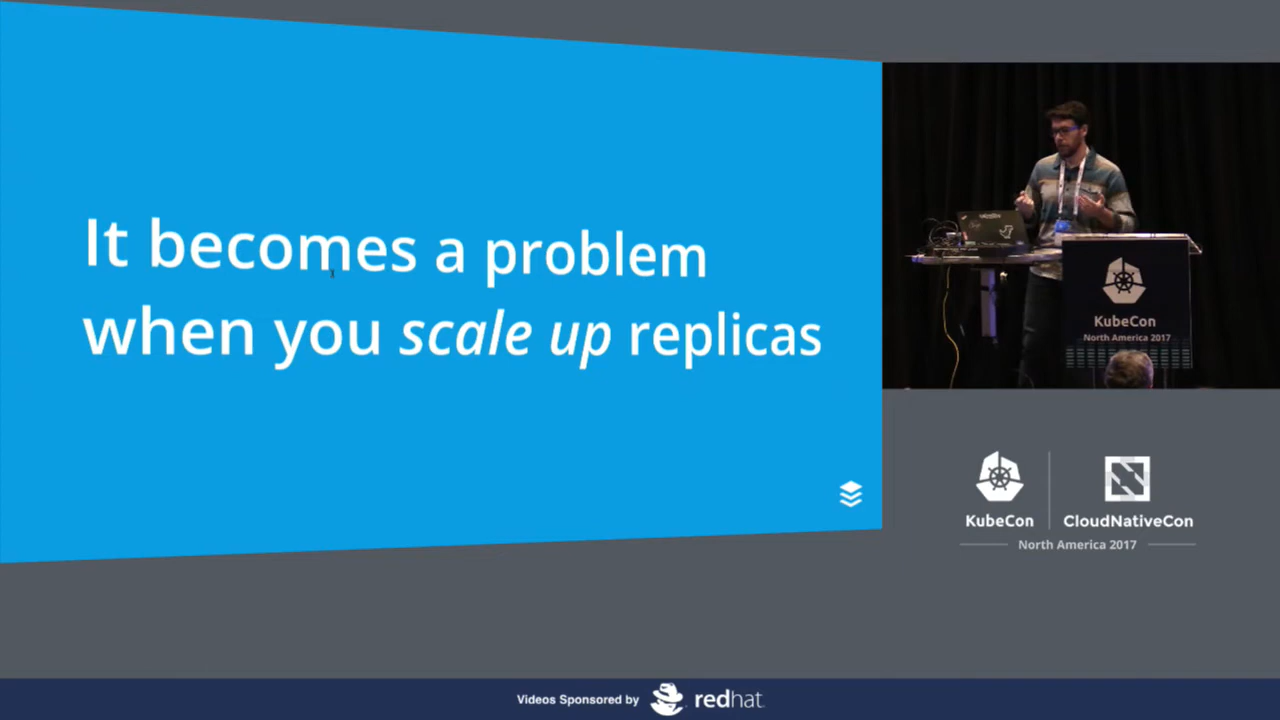 It becomes a problem
when you scale up replicas
KubeCon
North America 2017
KubeCon
CloudNativeCon
North America 2017
Videos Sponsored by
redhat.